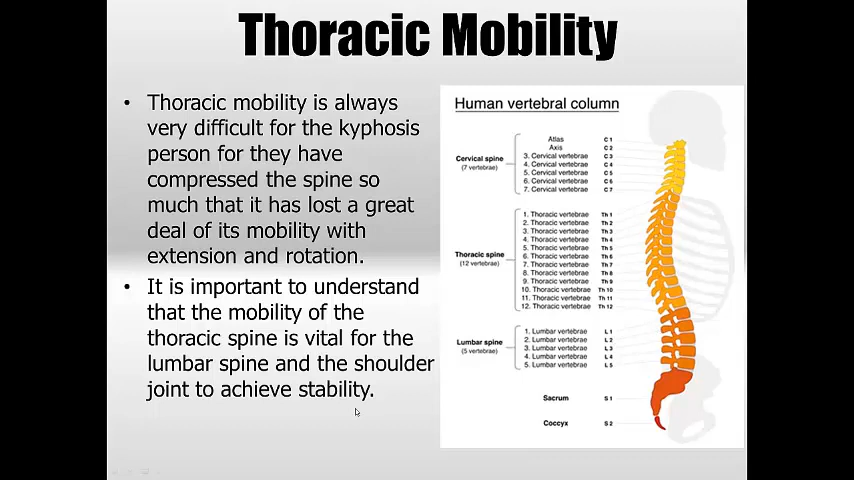 Thoracic Mobility
• Thoracic mobility is always
very difficult for the kyphosis
person for they have
compressed the spine so
much that it has lost a great
deal of its mobility with
extension and rotation.
• It is important to understand
that the mobility of the
thoracic spine is vital for the
lumbar spine and the shoulder
joint to achieve stability.
Human vertebral column
Cervical spine
(7 vertebrae)
Atlas C 1
Axis C 2
3. Cervical vertebrae C 3
4. Cervical vertebrae C 4
5. Cervical vertebrae C 5
6. Cervical vertebrae C 6
7. Cervical vertebrae C 7
Thoracic spine
(12 vertebrae)
1. Thoracic vertebrae Th 1
2. Thoracic vertebrae Th 2
3. Thoracic vertebrae Th 3
4. Thoracic vertebrae Th 4
5. Thoracic vertebrae Th 5
6. Thoracic vertebrae Th 6
7. Thoracic vertebrae Th 7
8. Thoracic vertebrae Th 8
9. Thoracic vertebrae Th 9
10. Thoracic vertebrae Th 10
11. Thoracic vertebrae Th 11
12. Thoracic vertebrae Th 12
Lumbar spine
(5 vertebrae)
1. Lumbar vertebrae L 1
2. Lumbar vertebrae L 2
3. Lumbar vertebrae L 3
4. Lumbar vertebrae L 4
5. Lumbar vertebrae L 5
Sacrum S 1
Coccyx S 2